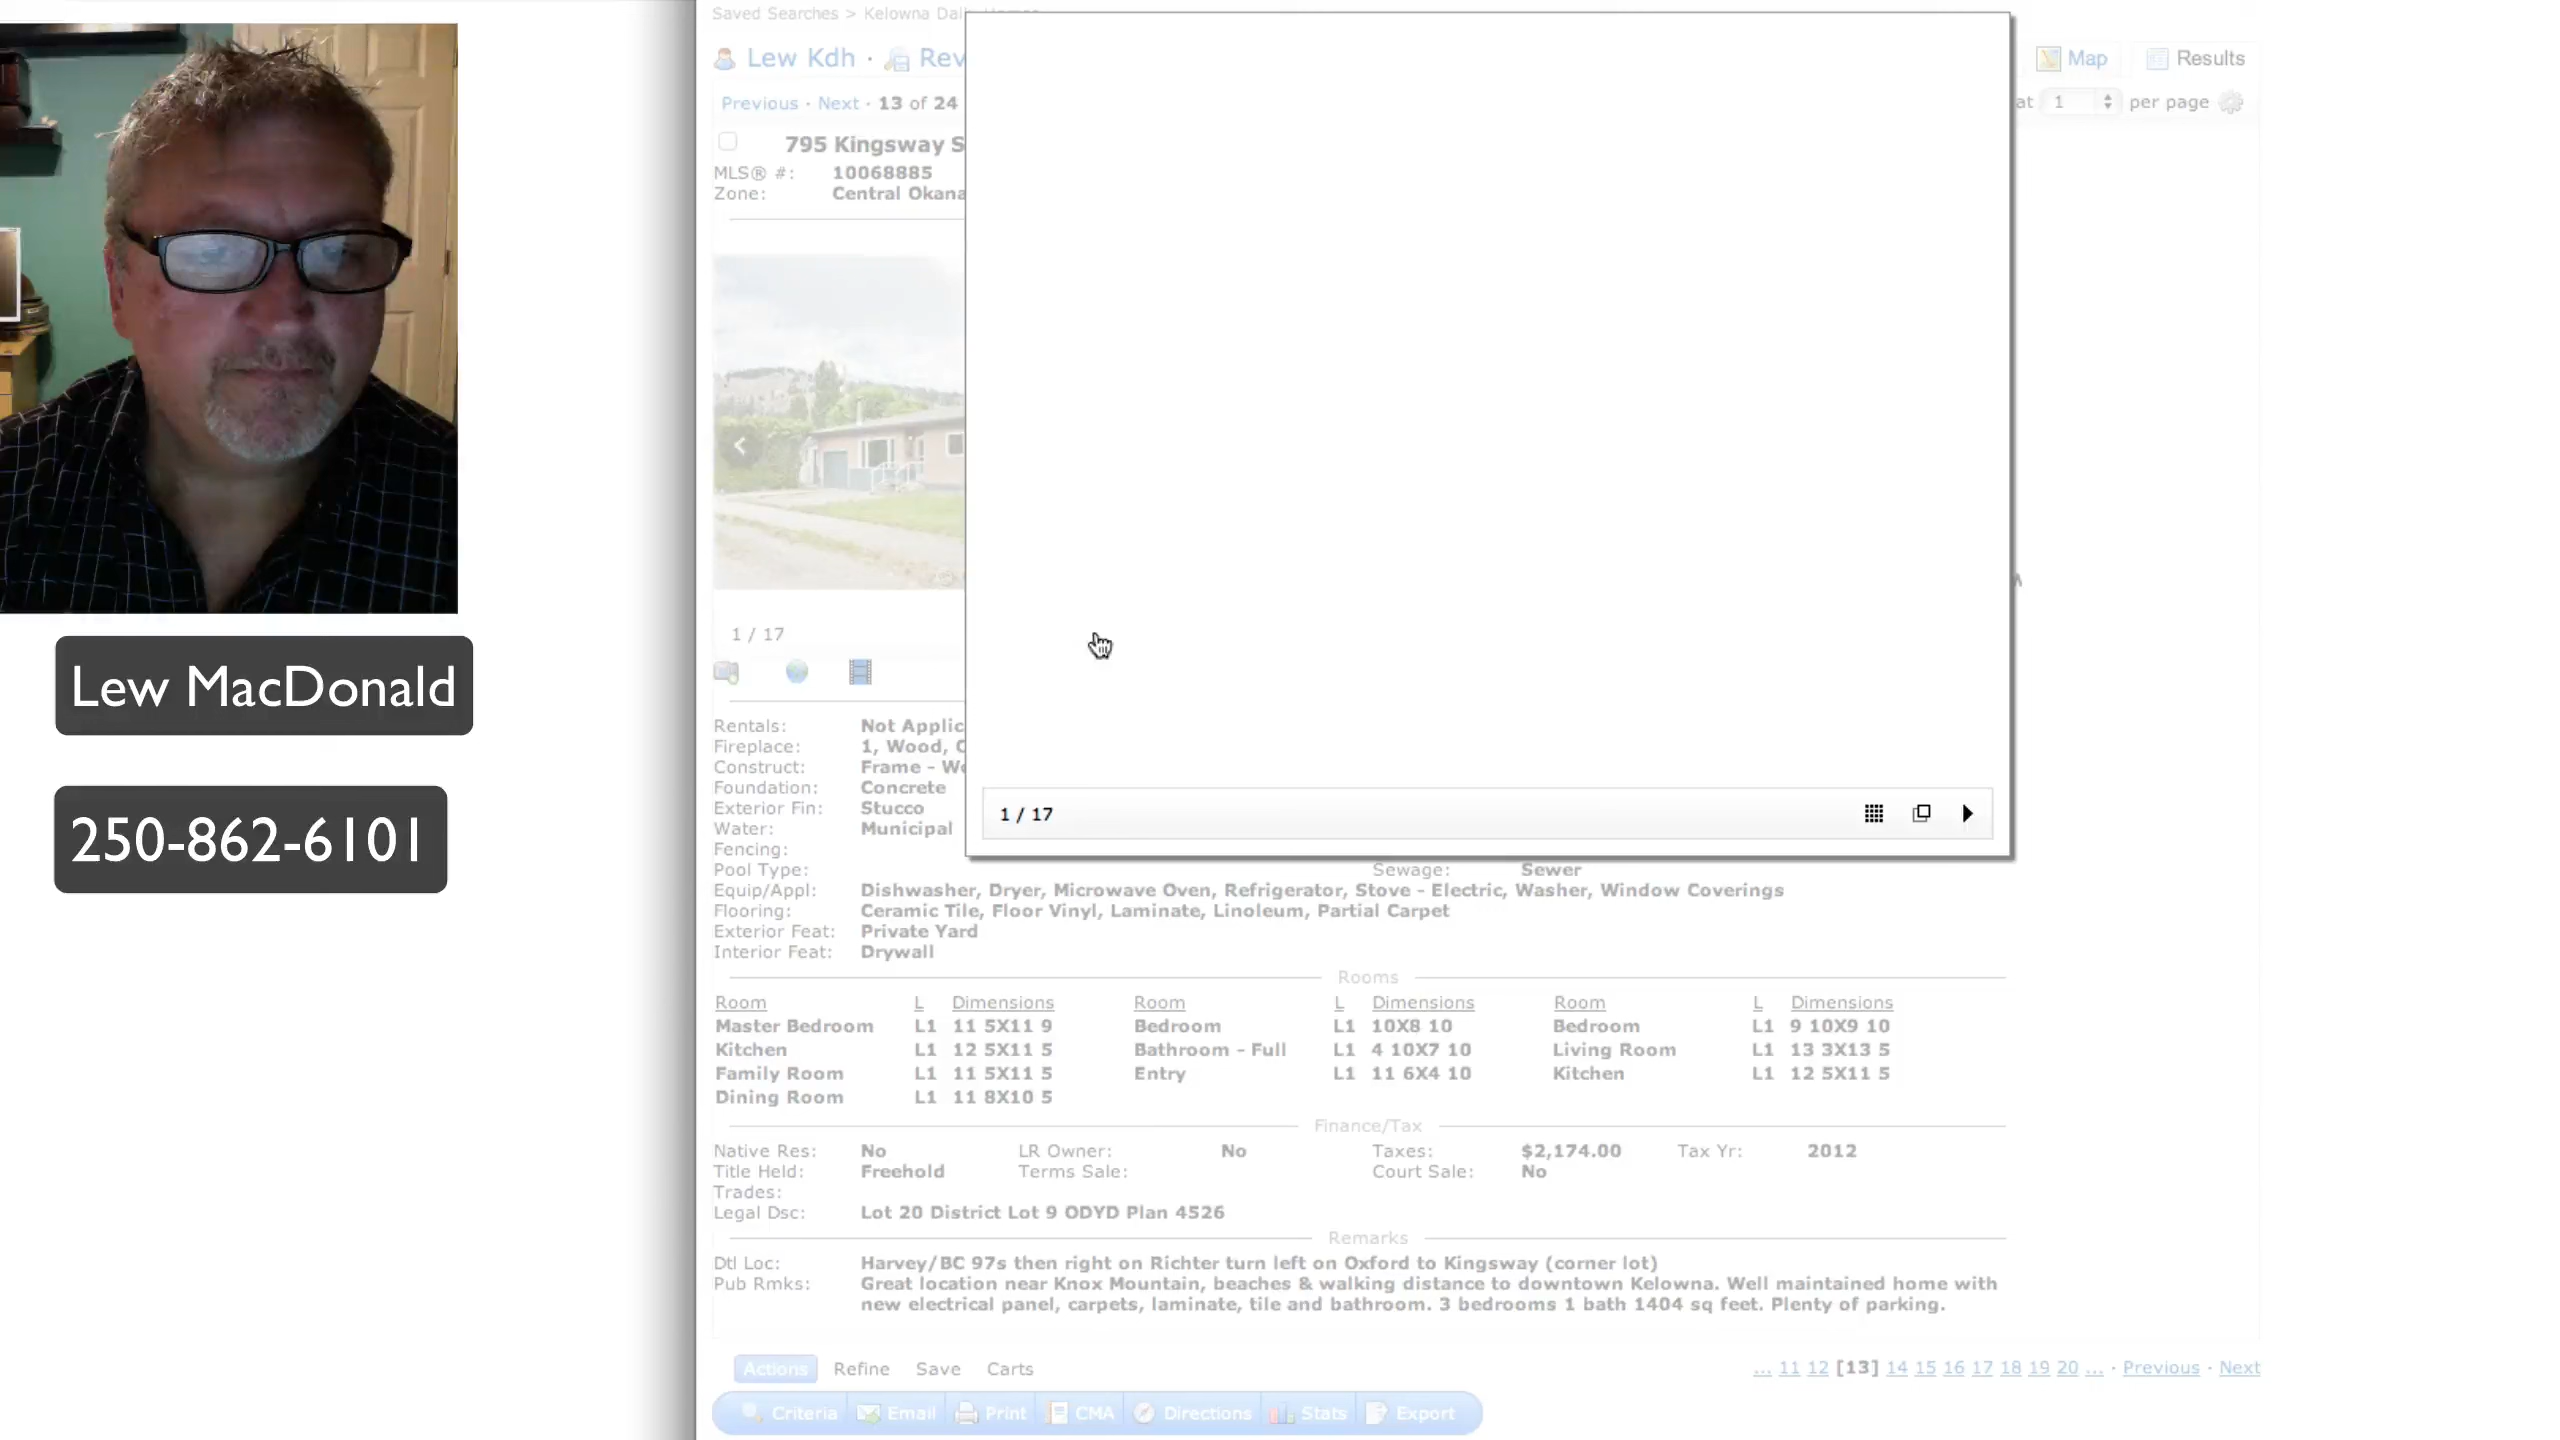 Lew MacDonald
250-862-6101
Saved Searches > Kelowna
Lew Kdh ·
Map
Results
Previous · Next · 13 of 24
at 1 per page
795 Kingsway
MLS® #: 10068885
Zone: Central
1 / 17
1 / 17
Rentals: Not
Fireplace: 1, Wood,
Construct: Frame -
Foundation: Concrete
Exterior Fin: Stucco
Water: Municipal
Fencing:
Pool Type: Sewage: Sewer
Equip/Appl: Dishwasher, Dryer, Microwave Oven, Refrigerator, Stove - Electric, Washer, Window Coverings
Flooring: Ceramic Tile, Floor Vinyl, Laminate, Linoleum, Partial Carpet
Exterior Feat: Private Yard
Interior Feat: Drywall
Rooms
Room L Dimensions Room L Dimensions Room L Dimensions
Master Bedroom L1 11 5X11 9 Bedroom L1 10X8 10 Bedroom L1 9 10X9 10
Kitchen L1 12 5X11 5 Bathroom - Full L1 4 10X7 10 Living Room L1 13 3X13 5
Family Room L1 11 5X11 5 Entry L1 11 6X4 10 Kitchen L1 12 5X11 5
Dining Room L1 11 8X10 5
Finance/Tax
Native Res: No LR Owner: No Taxes: $2,174.00 Tax Yr: 2012
Title Held: Freehold Terms Sale: Court Sale: No
Trades:
Legal Dsc: Lot 20 District Lot 9 ODYD Plan 4526
Remarks
Dtl Loc: Harvey/BC 97s then right on Richter turn left on Oxford to Kingsway (corner lot)
Pub Rmks: Great location near Knox Mountain, beaches & walking distance to downtown Kelowna. Well maintained home with
new electrical panel, carpets, laminate, tile and bathroom. 3 bedrooms 1 bath 1404 sq feet. Plenty of parking.
Actions Refine Save Carts
... 11 12 [13] 14 15 16 17 18 19 20 ... · Previous · Next
Criteria Email Print CMA Directions Stats Export